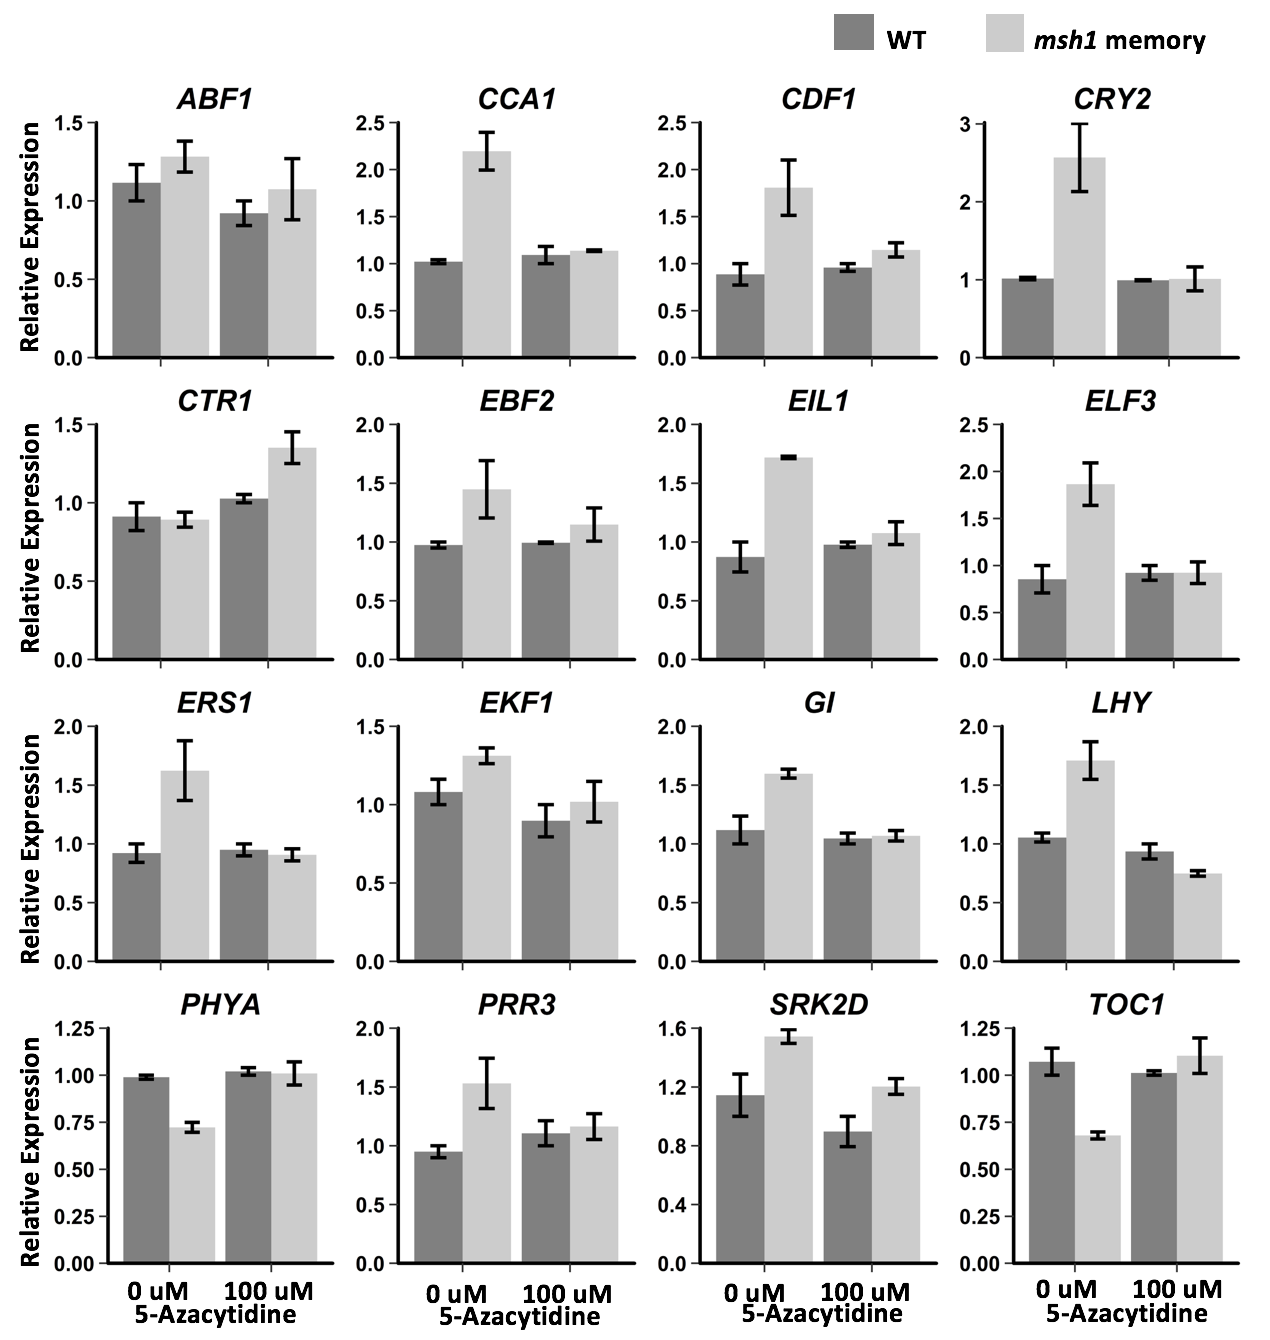 WT msh1 memory
ABF1 CCA1 CDF1 CRY2
Relative Expression
1.5 1.0 0.5 0.0
2.5 2.0 1.5 1.0 0.5 0.0
2.5 2.0 1.5 1.0 0.5 0.0
3 2 1 0
CTR1 EBF2 EIL1 ELF3
Relative Expression
1.5 1.0 0.5 0.0
2.0 1.5 1.0 0.5 0.0
2.0 1.5 1.0 0.5 0.0
2.5 2.0 1.5 1.0 0.5 0.0
ERS1 EKF1 GI LHY
Relative Expression
2.0 1.5 1.0 0.5 0.0
1.5 1.0 0.5 0.0
2.0 1.5 1.0 0.5 0.0
2.0 1.5 1.0 0.5 0.0
PHYA PRR3 SRK2D TOC1
Relative Expression
1.25 1.00 0.75 0.50 0.25 0.00
2.0 1.5 1.0 0.5 0.0
1.6 1.2 0.8 0.4 0.0
1.25 1.00 0.75 0.50 0.25 0.00
0 uM 100 uM 0 uM 100 uM 0 uM 100 uM 0 uM 100 uM
5-Azacytidine 5-Azacytidine 5-Azacytidine 5-Azacytidine